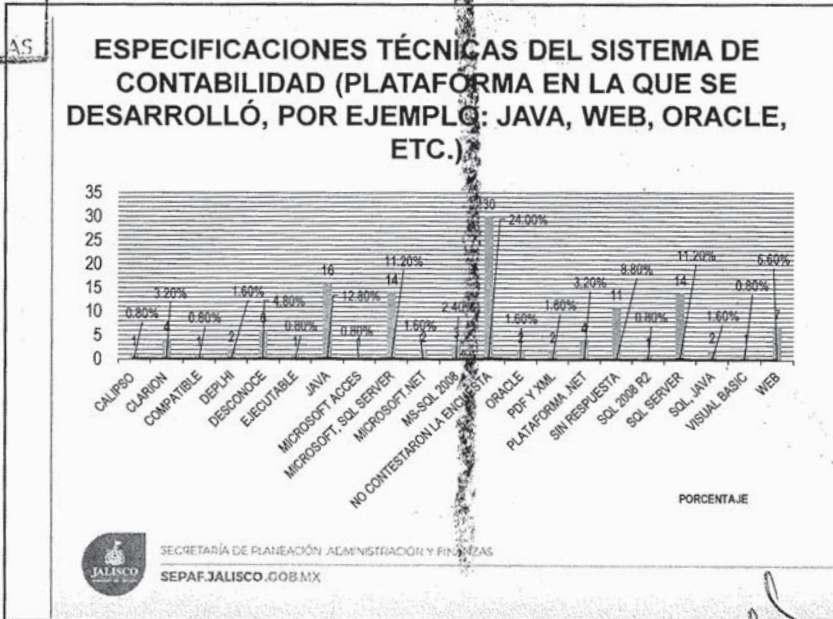 AS
ESPECIFICACIONES TÉCNICAS DEL SISTEMA DE
CONTABILIDAD (PLATAFORMA EN LA QUE SE
DESARROLLÓ, POR EJEMPLO: JAVA, WEB, ORACLE,
ETC.)
35
30
25
20
15
10
5
0
0.80%
3.20%
0.80%
1.60%
4.80%
0.80%
12.80%
0.80%
11.20%
1.60%
2.40%
24.00%
1.60%
1.60%
3.20%
8.80%
0.80%
11.20%
1.60%
0.80%
5.60%
1
4
1
2
6
1
16
14
2
30
2
2
4
11
1
14
2
1
7
CALIPSO
CLARION
COMPATIBLE
DEPLHI
DESCONOCE
EJECUTABLE
JAVA
MICROSOFT ACCES
MICROSOFT, SQL SERVER
MICROSOFT.NET
MS-SQL 2008
NO CONTESTARON LA ENCUESTA
ORACLE
PDF Y XML
PLATAFORMA .NET
SIN RESPUESTA
SQL 2008 R2
SQL SERVER
SQL, JAVA
VISUAL BASIC
WEB
PORCENTAJE
JALISCO
SECRETARÍA DE PLANEACIÓN ADMINISTRACIÓN Y FINANZAS
SEPAF.JALISCO.GOB.MX